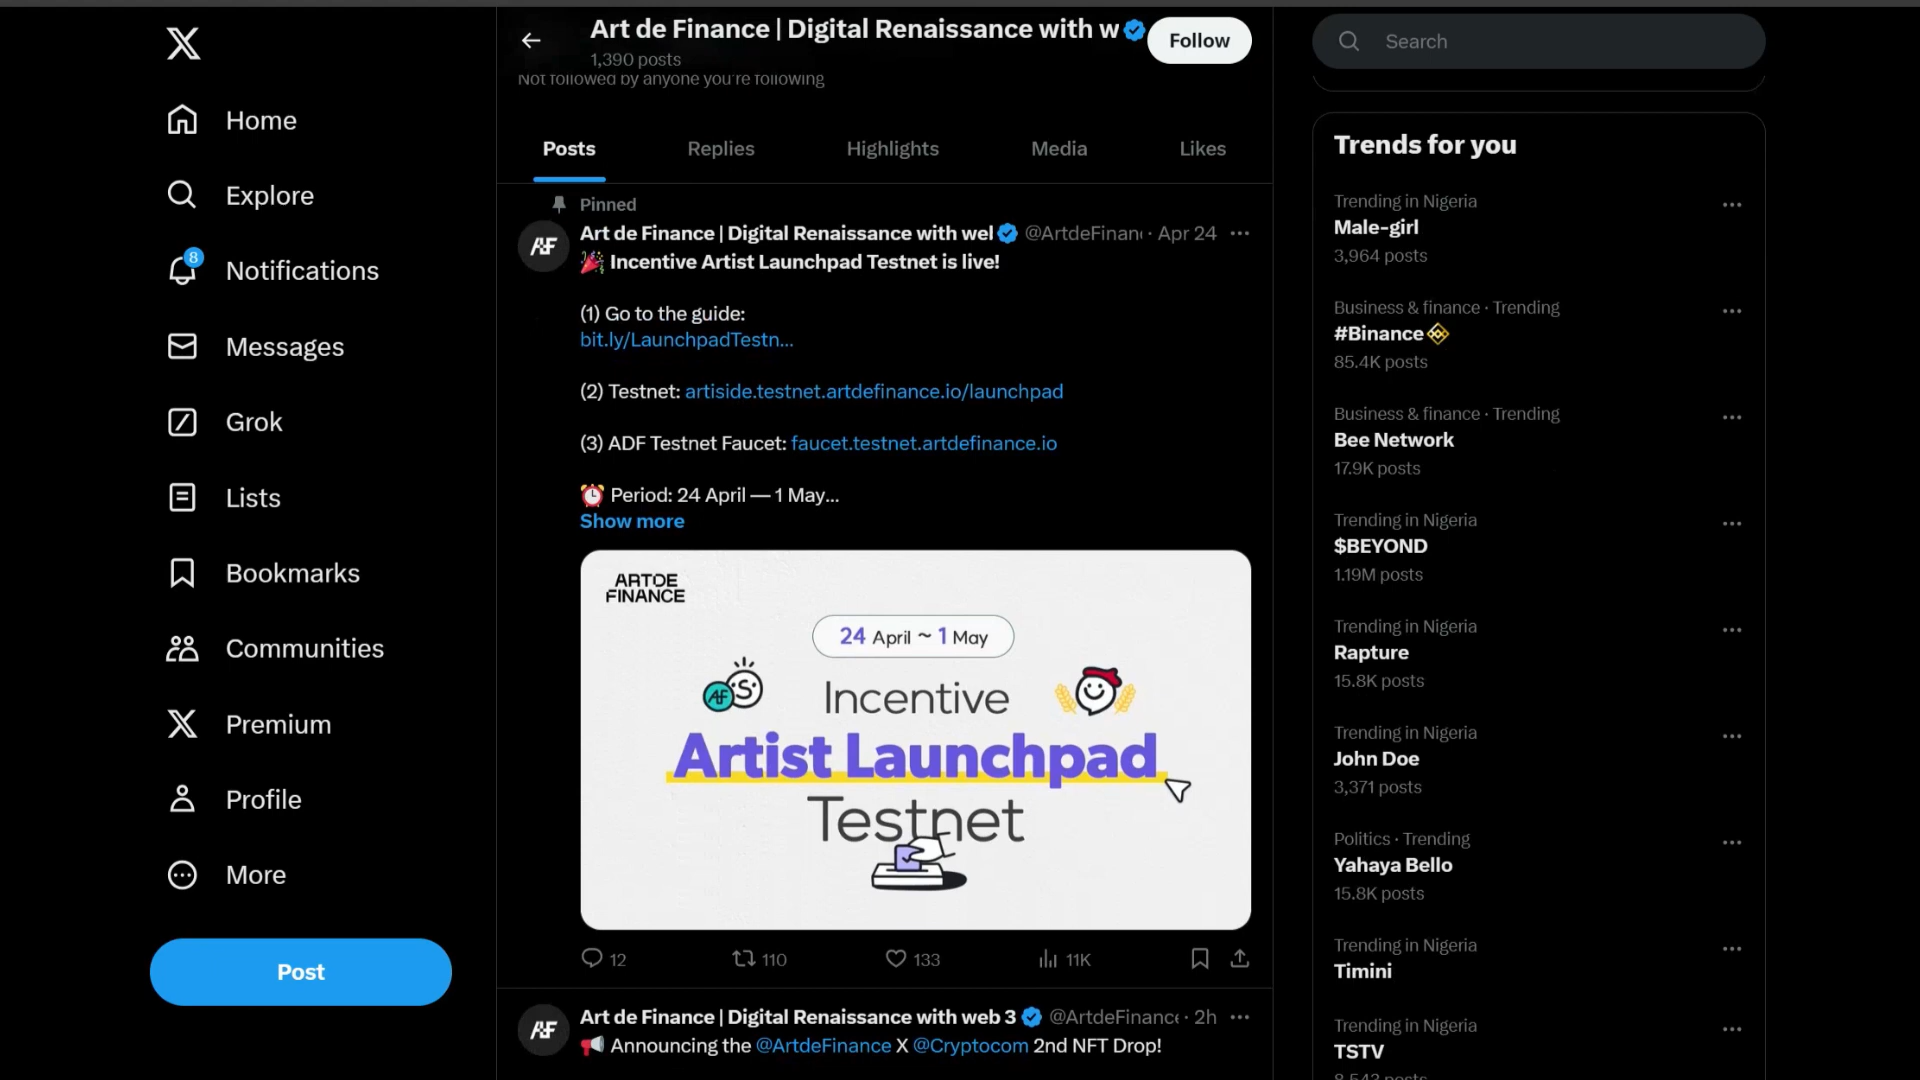 Home
Explore
8
Notifications
Messages
Grok
Lists
Bookmarks
Communities
Premium
Profile
More
Post
Art de Finance | Digital Renaissance with w
1,390 posts
Follow
Not followed by anyone you're following
Posts
Replies
Highlights
Media
Likes
Pinned
Art de Finance | Digital Renaissance with wel @ArtdeFinan · Apr 24
Incentive Artist Launchpad Testnet is live!
(1) Go to the guide:
bit.ly/LaunchpadTestn...
(2) Testnet: artiside.testnet.artdefinance.io/launchpad
(3) ADF Testnet Faucet: faucet.testnet.artdefinance.io
Period: 24 April — 1 May...
Show more
ARTDE
FINANCE
24 April ~ 1 May
AF S
Incentive
Artist Launchpad
Testnet
12
110
133
11K
AF Art de Finance | Digital Renaissance with web 3 @ArtdeFinance · 2h
Announcing the @ArtdeFinance X @Cryptocom 2nd NFT Drop!
Search
Trends for you
Trending in Nigeria
Male-girl
3,964 posts
Business & finance · Trending
#Binance
85.4K posts
Business & finance · Trending
Bee Network
17.9K posts
Trending in Nigeria
$BEYOND
1.19M posts
Trending in Nigeria
Rapture
15.8K posts
Trending in Nigeria
John Doe
3,371 posts
Politics · Trending
Yahaya Bello
15.8K posts
Trending in Nigeria
Timini
Trending in Nigeria
TSTV
8,543 posts